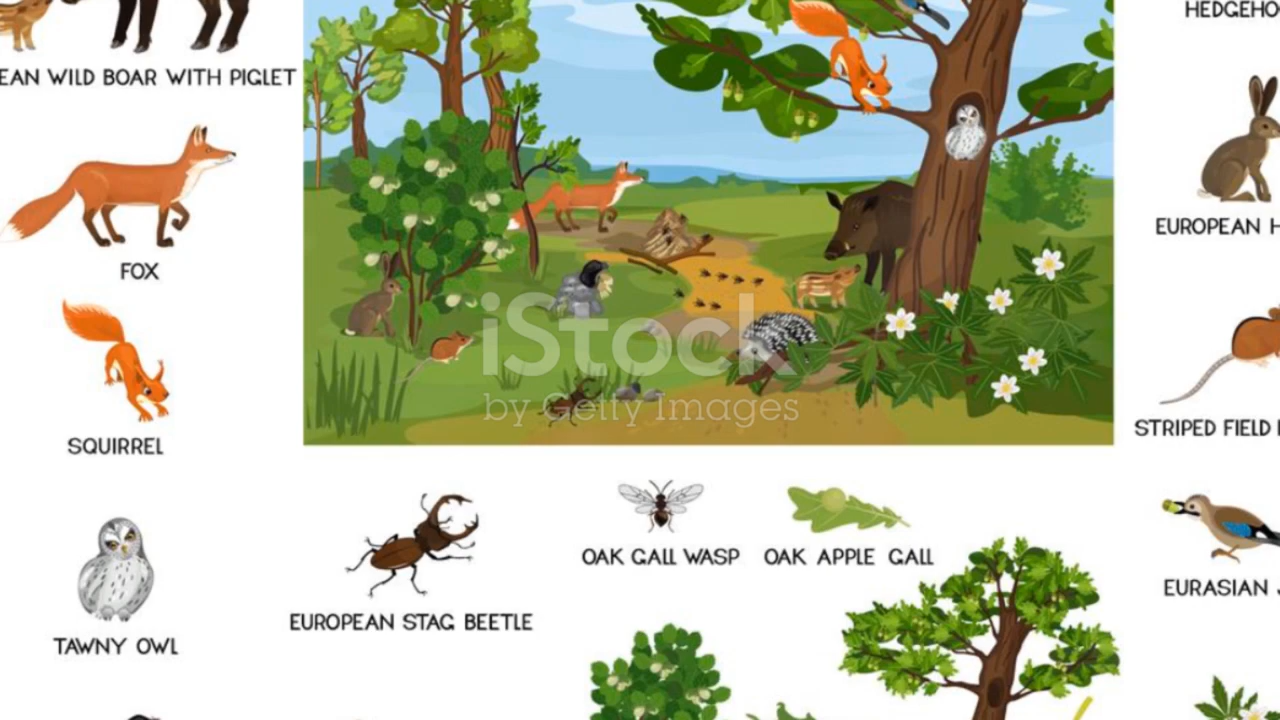 HEDGEHO
EAN WILD BOAR WITH PIGLET
EUROPEAN H
FOX
iStock
by Getty Images
STRIPED FIELD
SQUIRREL
OAK GALL WASP
OAK APPLE GALL
EURASIAN
EUROPEAN STAG BEETLE
TAWNY OWL